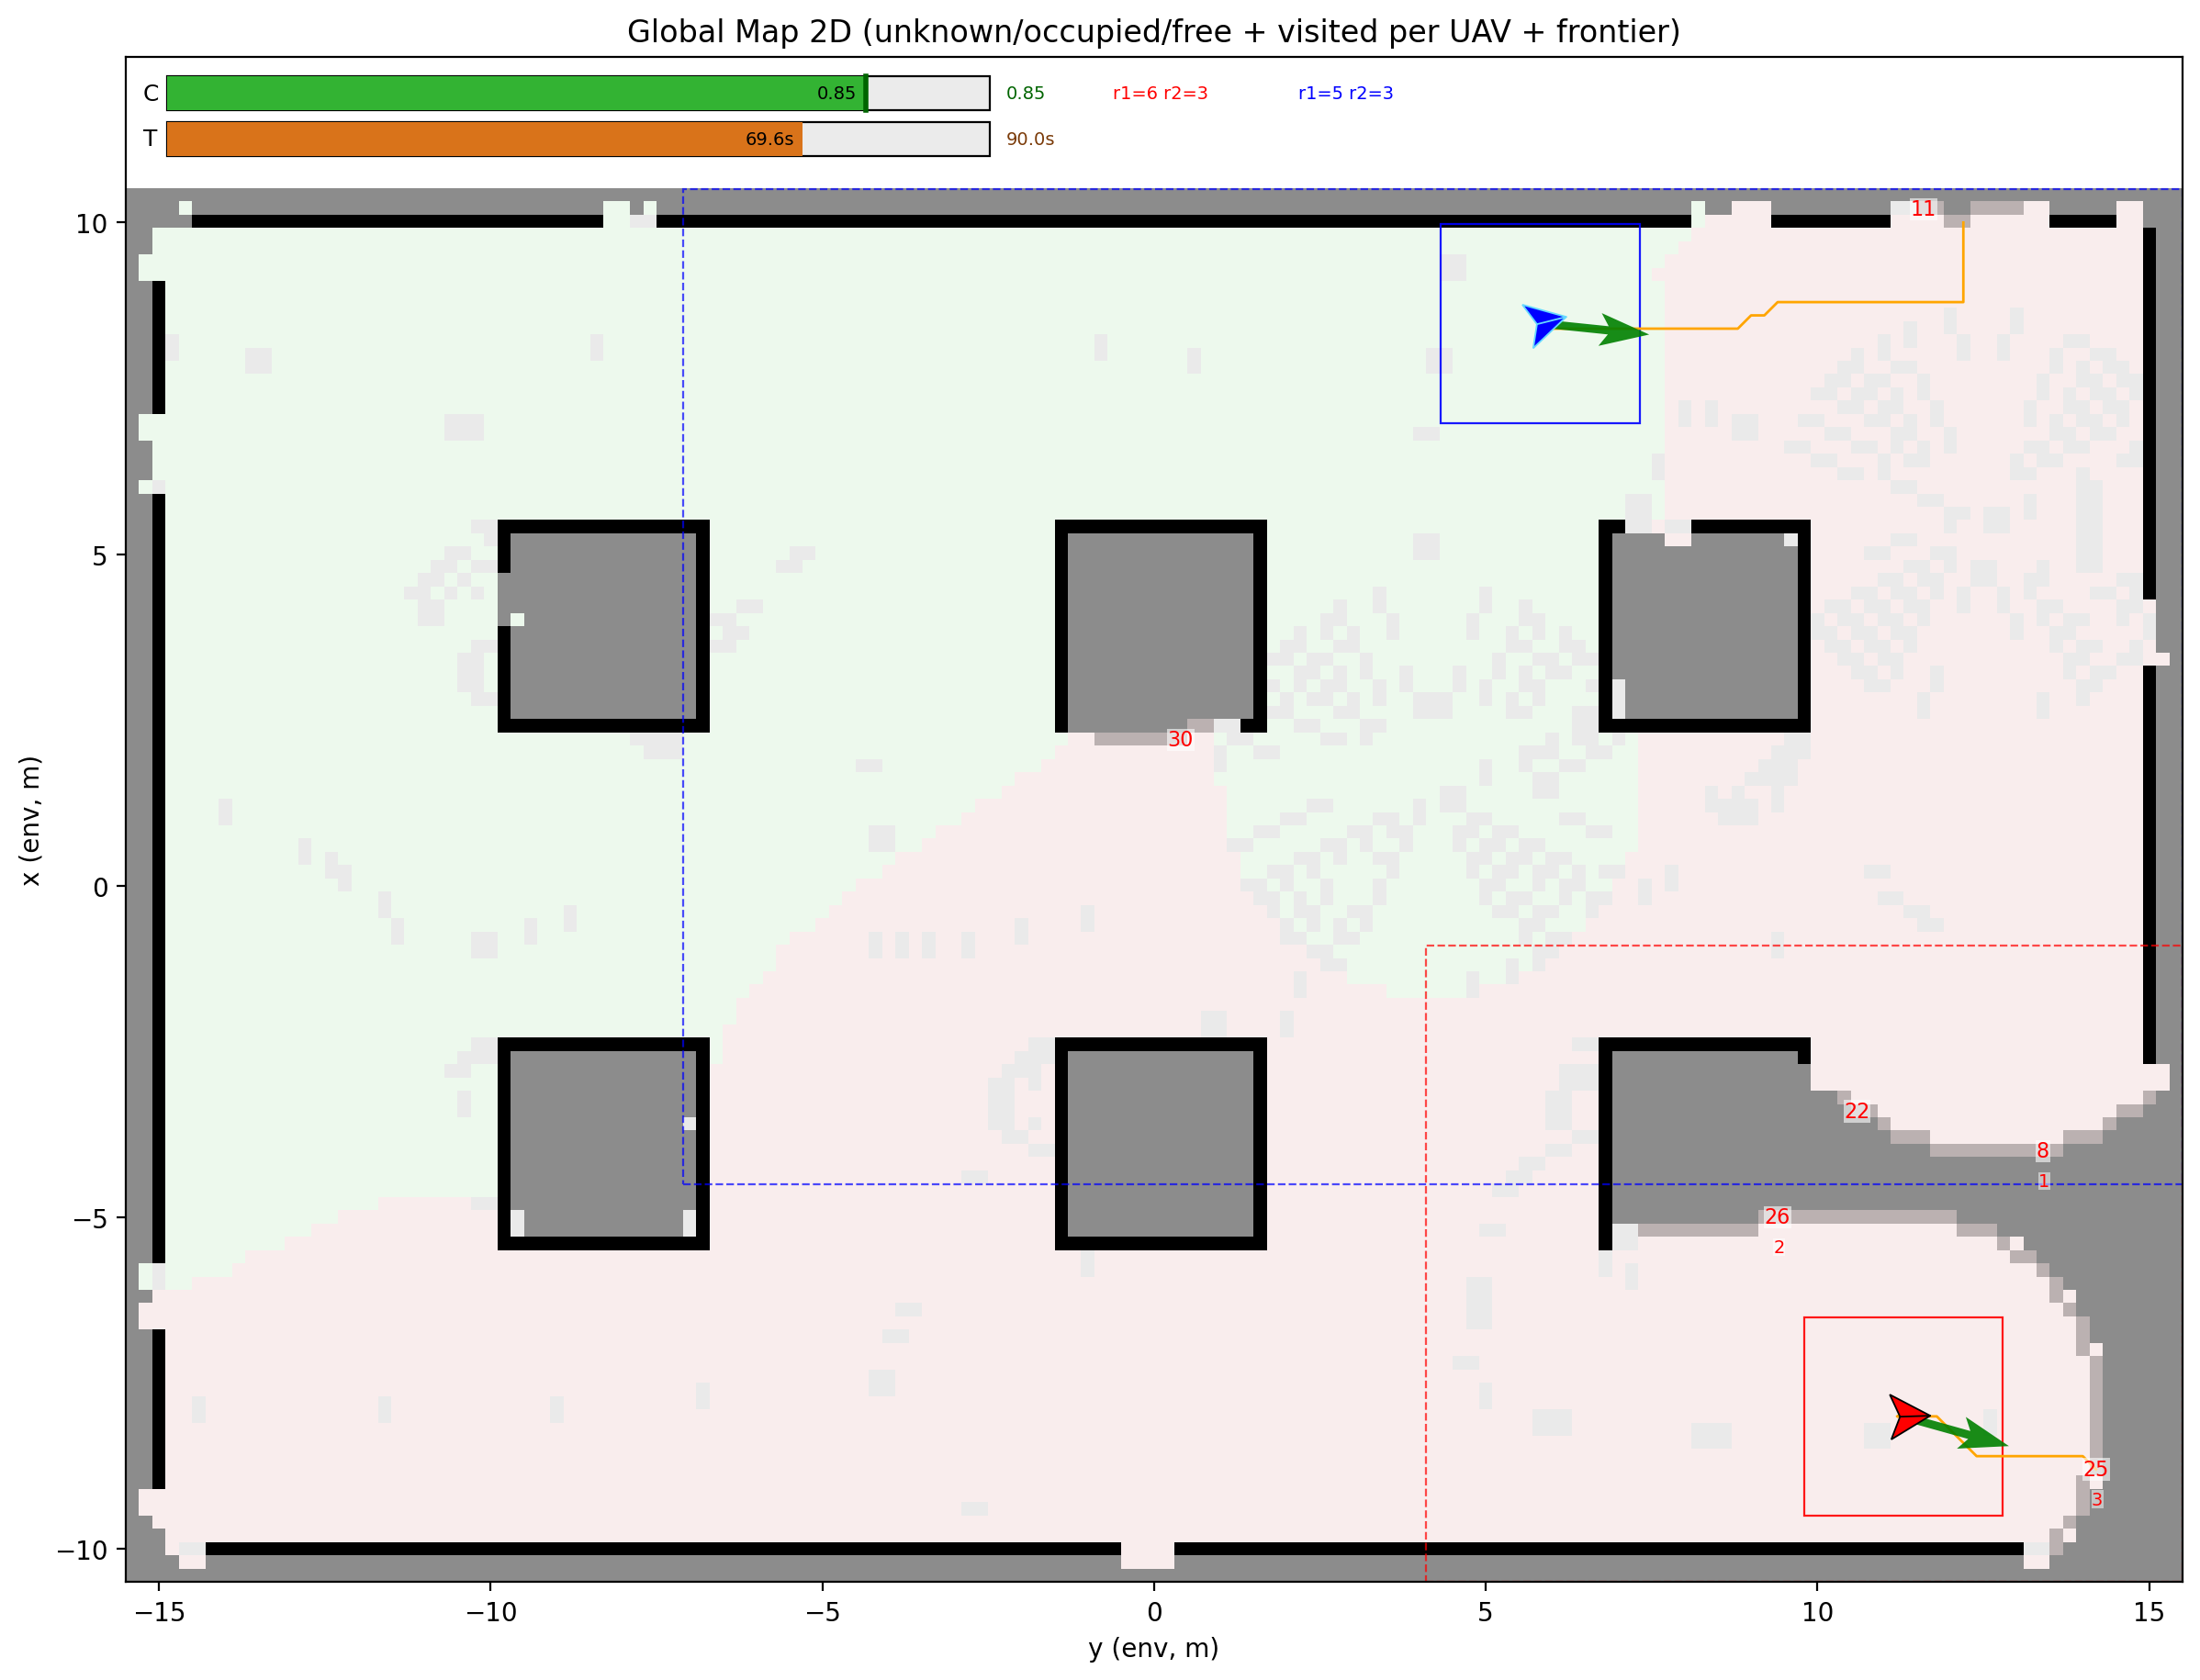 Global Map 2D (unknown/occupied/free + visited per UAV + frontier)
C 0.85 0.85 r1=6 r2=3 r1=5 r2=3
T 69.6s 90.0s
10
5
0
−5
−10
x (env, m)
11
30
22
8
1
26
2
25
3
−15 −10 −5 0 5 10 15
y (env, m)